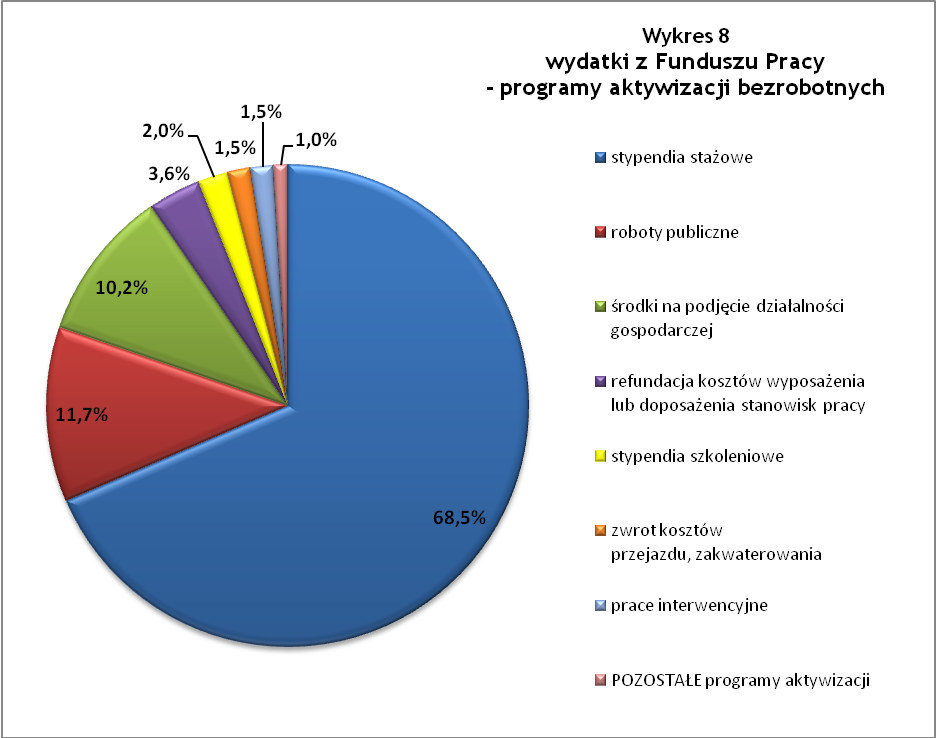 Wykres 8
wydatki z Funduszu Pracy
- programy aktywizacji bezrobotnych
1,5%
2,0%
1,5%
1,0%
3,6%
10,2%
11,7%
68,5%
stypendia stażowe
roboty publiczne
środki na podjęcie działalności
gospodarczej
refundacja kosztów wyposażenia
lub doposażenia stanowisk pracy
stypendia szkoleniowe
zwrot kosztów
przejazdu, zakwaterowania
prace interwencyjne
POZOSTAŁE programy aktywizacji